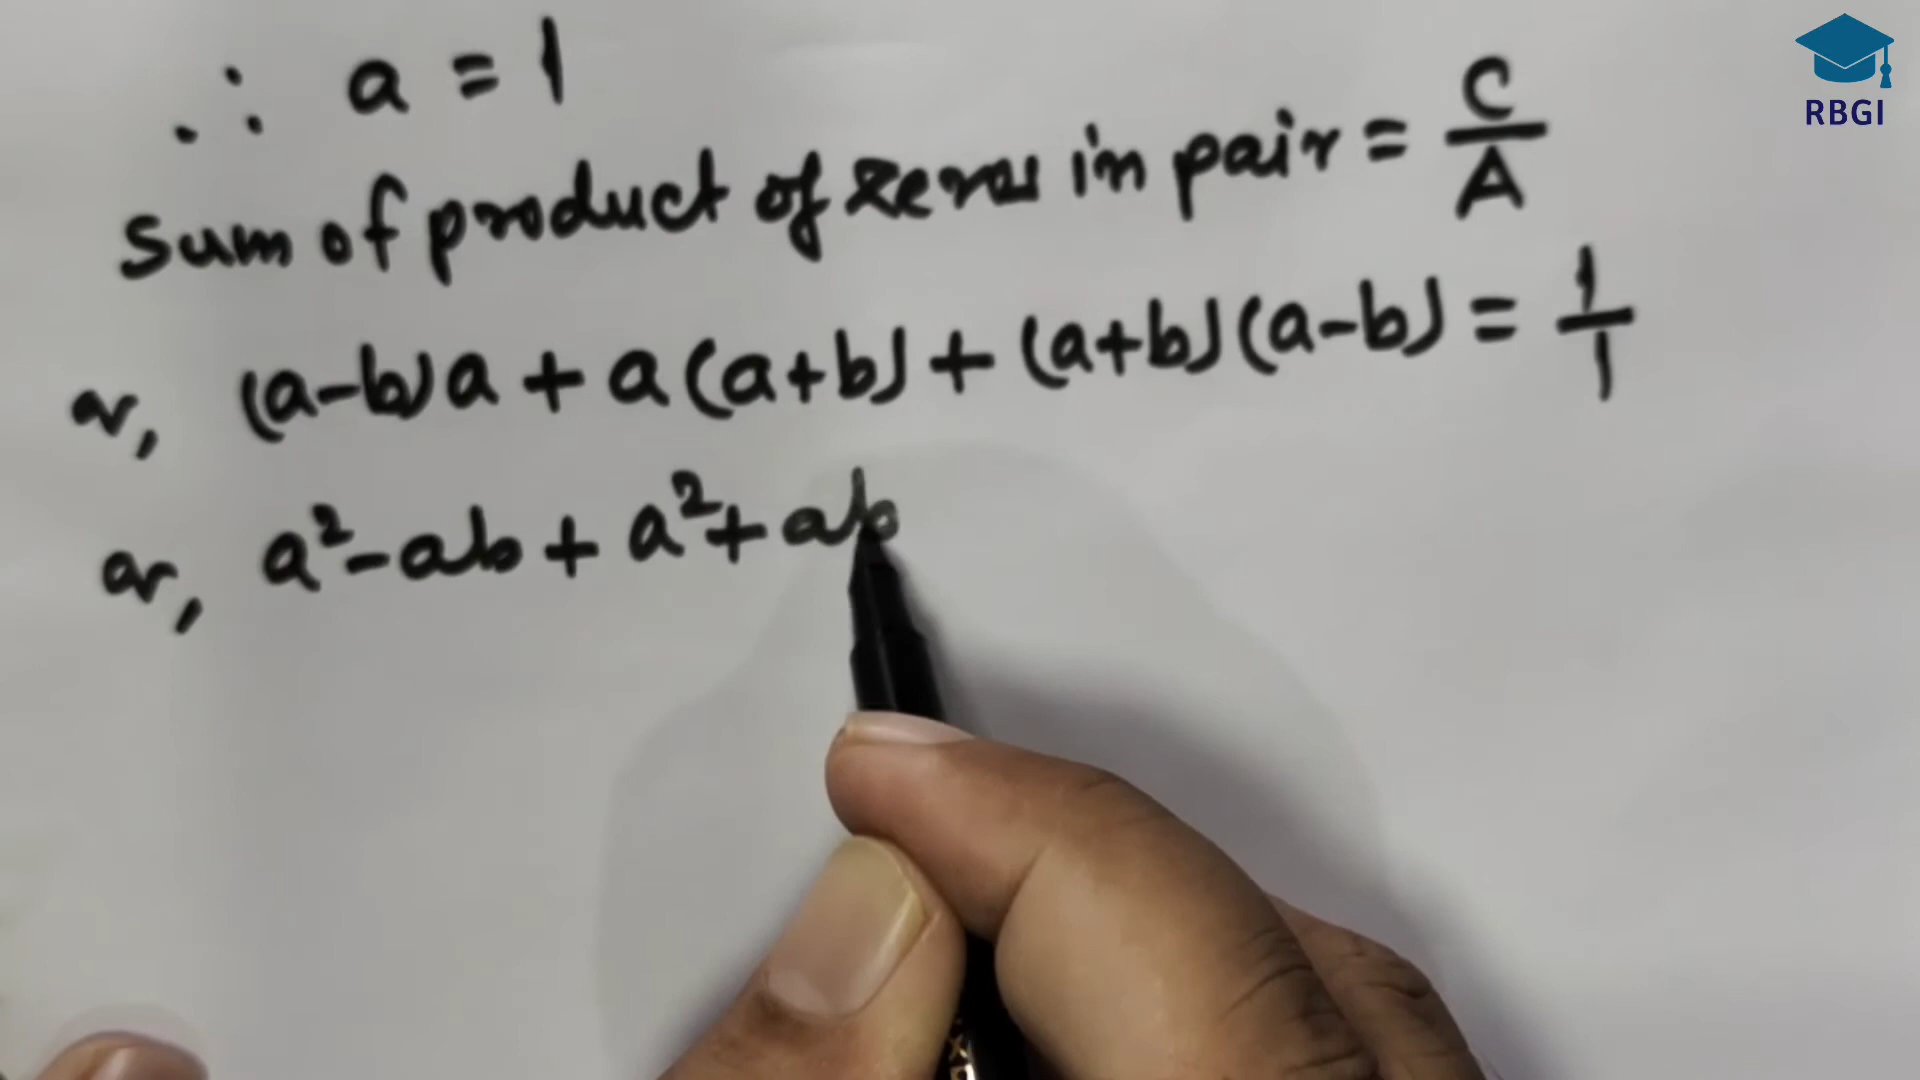 ∴ a = 1
RBGI
Sum of product of zeros in pair = C/A
or, (a-b)a + a(a+b) + (a+b)(a-b) = 1/1
or, a²-ab + a²+ab